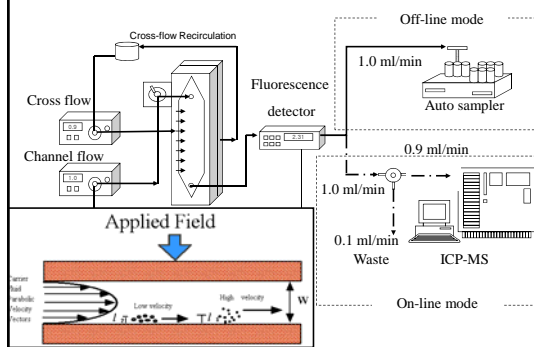 Cross-flow Recirculation
Off-line mode
1.0 ml/min
Fluorescence
detector
Auto sampler
Cross flow
0.9
2.31
Channel flow
1.0
0.9 ml/min
1.0 ml/min
0.1 ml/min
Waste
ICP-MS
On-line mode
Applied Field
Carrier
Fluid
Parabolic
Velocity
Vectors
Low velocity
High velocity
l
l
W